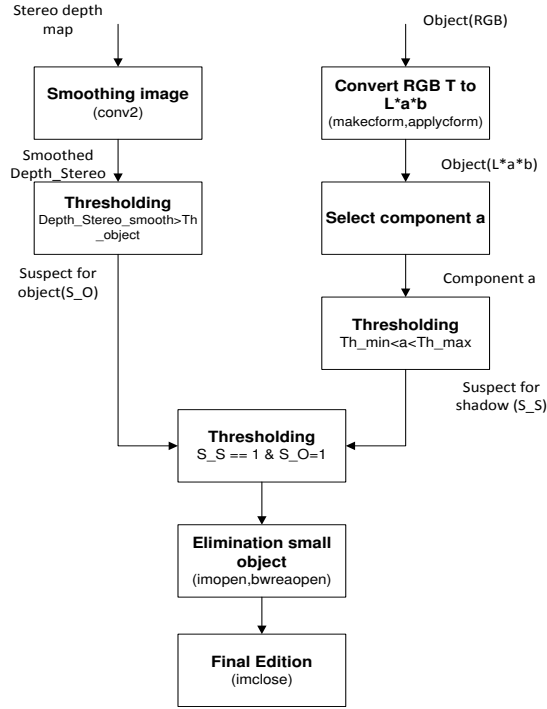 Stereo depth
map
Smoothing image
(conv2)
Smoothed
Depth_Stereo
Thresholding
Depth_Stereo_smooth>Th
_object
Suspect for
object(S_O)
Object(RGB)
Convert RGB T to
L*a*b
(makecform,applycform)
Object(L*a*b)
Select component a
Component a
Thresholding
Th_min<a<Th_max
Suspect for
shadow (S_S)
Thresholding
S_S == 1 & S_O=1
Elimination small
object
(imopen,bwreaopen)
Final Edition
(imclose)